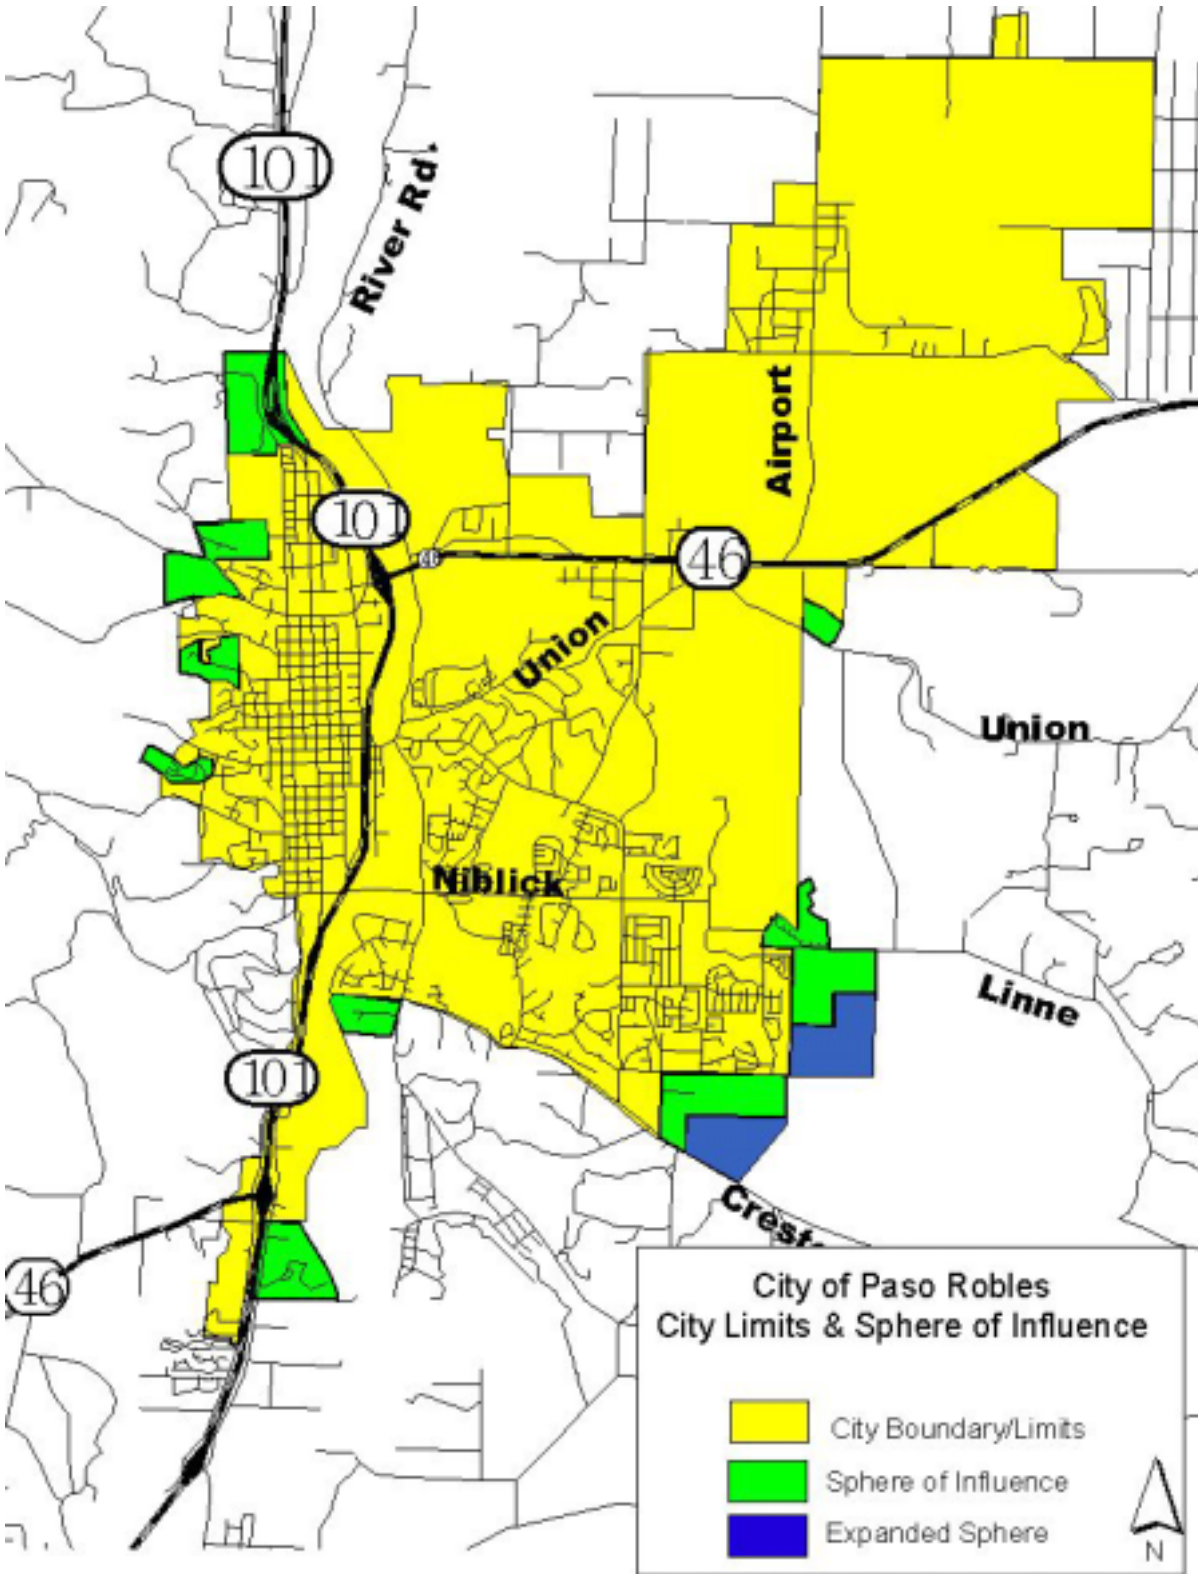 101
River Rd.
Airport
101
46
46
Union
Union
Niblick
Linne
101
46
City of Paso Robles
City Limits & Sphere of Influence
City Boundary/Limits
Sphere of Influence
Expanded Sphere
N